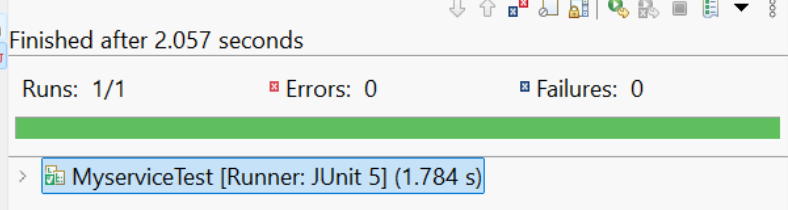 Finished after 2.057 seconds
Runs: 1/1 Errors: 0 Failures: 0
MyserviceTest [Runner: JUnit 5] (1.784 s)